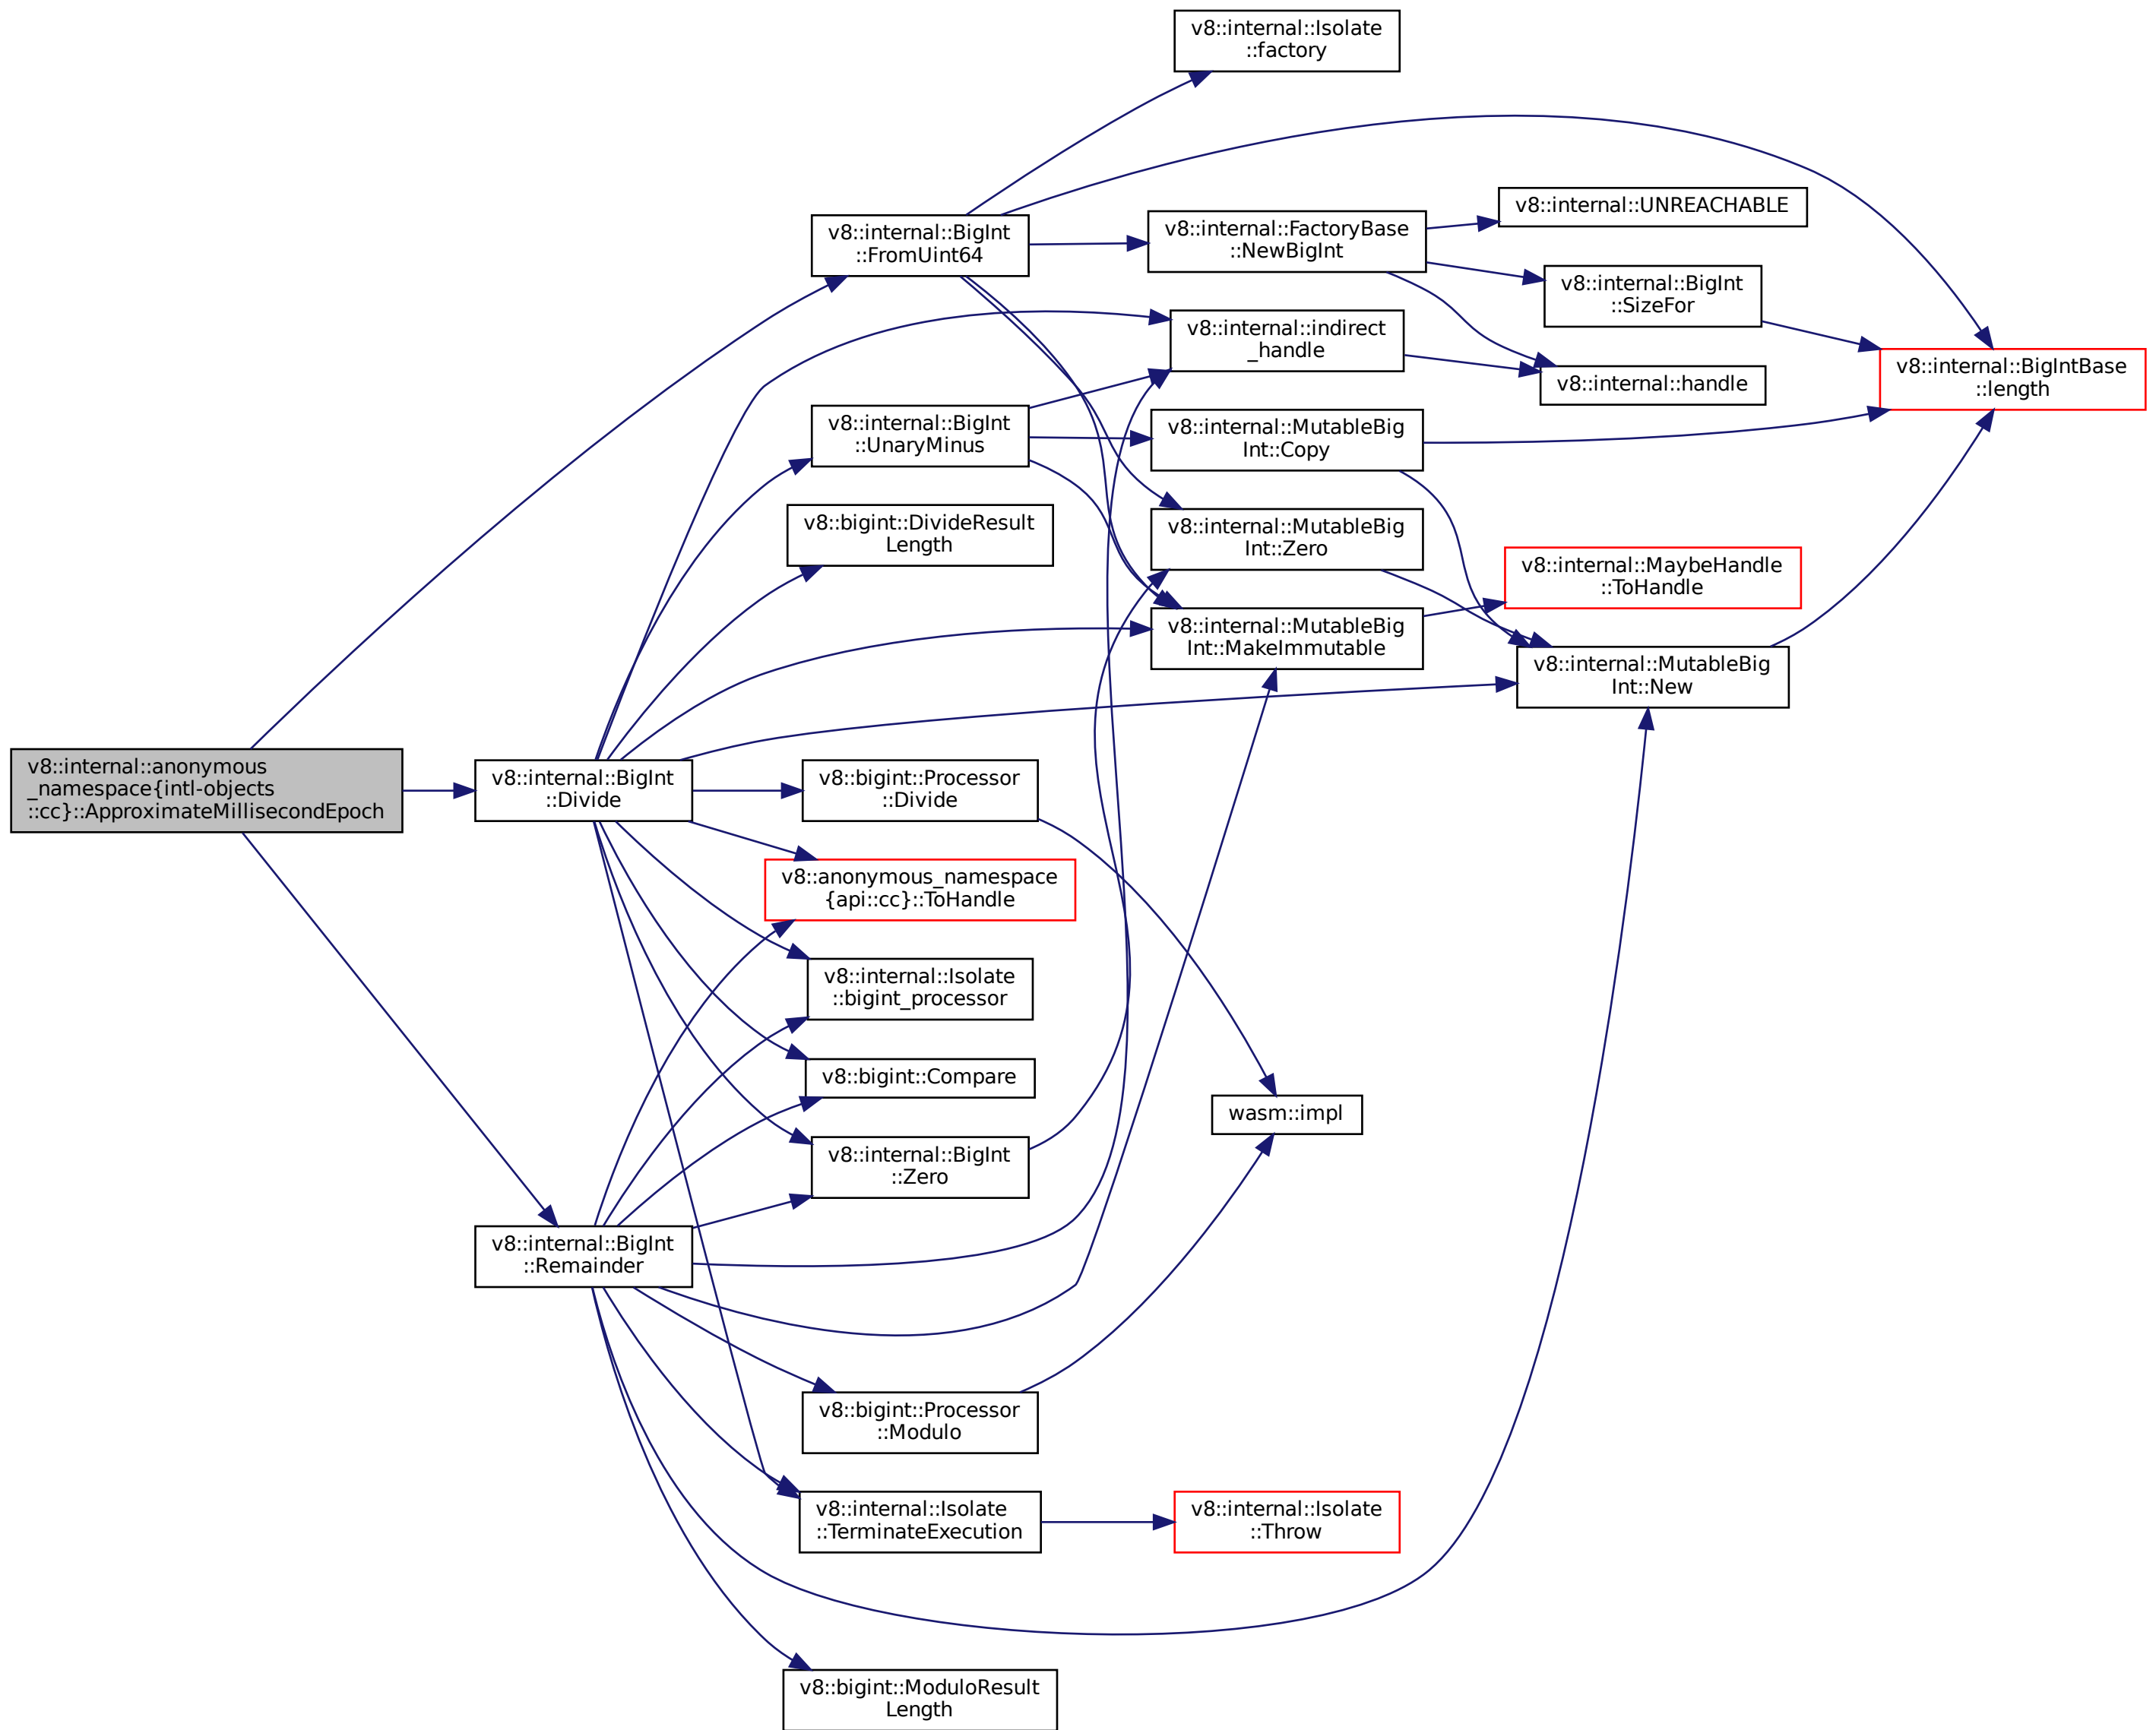 v8::internal::Isolate
::factory
v8::internal::UNREACHABLE
v8::internal::BigInt
::FromUint64
v8::internal::FactoryBase
::NewBigInt
v8::internal::BigInt
::SizeFor
v8::internal::indirect
_handle
v8::internal::handle
v8::internal::BigIntBase
::length
v8::internal::BigInt
::UnaryMinus
v8::internal::MutableBig
Int::Copy
v8::bigint::DivideResult
Length
v8::internal::MutableBig
Int::Zero
v8::internal::MaybeHandle
::ToHandle
v8::internal::MutableBig
Int::MakeImmutable
v8::internal::MutableBig
Int::New
v8::internal::anonymous
_namespace{intl-objects
::cc}::ApproximateMillisecondEpoch
v8::internal::BigInt
::Divide
v8::bigint::Processor
::Divide
v8::anonymous_namespace
{api::cc}::ToHandle
v8::internal::Isolate
::bigint_processor
v8::bigint::Compare
wasm::impl
v8::internal::BigInt
::Zero
v8::internal::BigInt
::Remainder
v8::bigint::Processor
::Modulo
v8::internal::Isolate
::TerminateExecution
v8::internal::Isolate
::Throw
v8::bigint::ModuloResult
Length